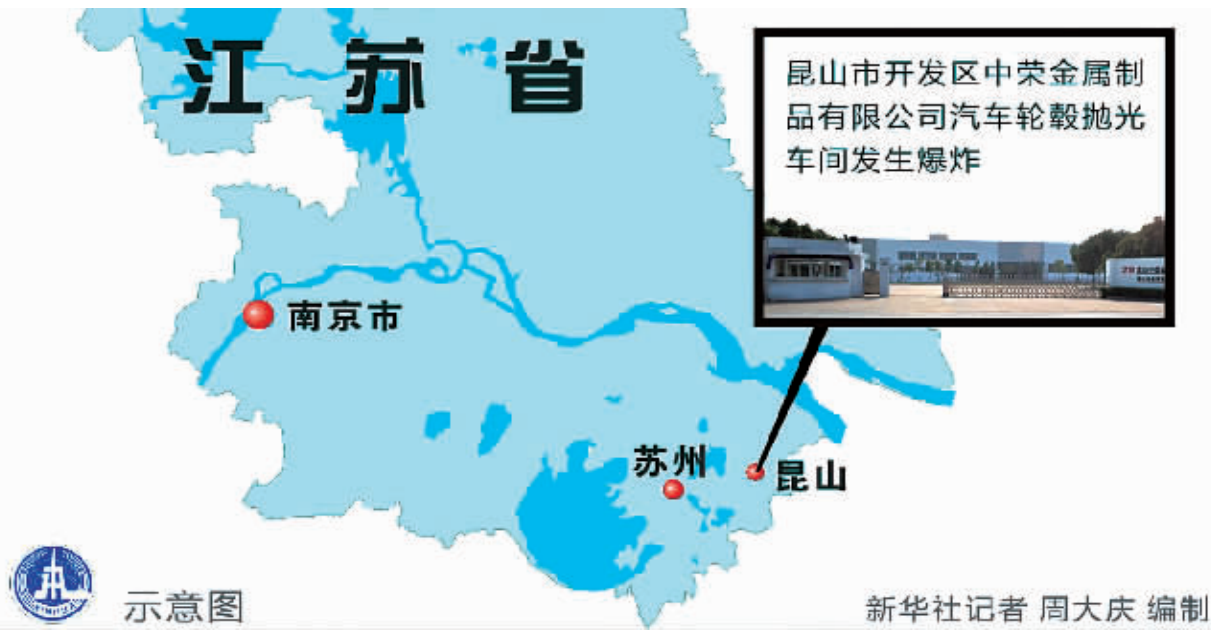 江苏省
昆山市开发区中荣金属制
品有限公司汽车轮毂抛光
车间发生爆炸
南京市
苏州
昆山
示意图
新华社记者 周大庆 编制